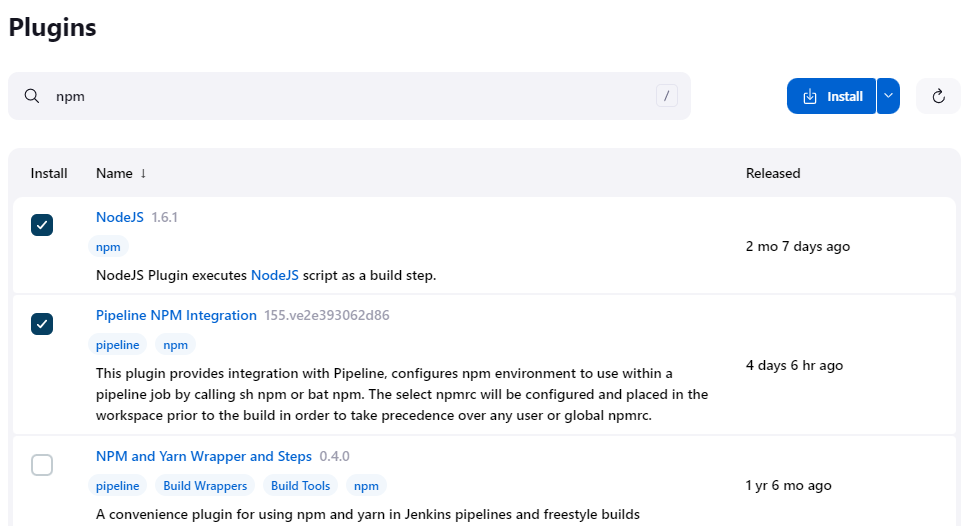 Plugins
npm /
Install
Install Name ↓ Released
NodeJS 1.6.1
npm
2 mo 7 days ago
NodeJS Plugin executes NodeJS script as a build step.
Pipeline NPM Integration 155.ve2e393062d86
pipeline npm
This plugin provides integration with Pipeline, configures npm environment to use within a
4 days 6 hr ago
pipeline job by calling sh npm or bat npm. The select npmrc will be configured and placed in the
workspace prior to the build in order to take precedence over any user or global npmrc.
NPM and Yarn Wrapper and Steps 0.4.0
pipeline Build Wrappers Build Tools npm
1 yr 6 mo ago
A convenience plugin for using npm and yarn in Jenkins pipelines and freestyle builds